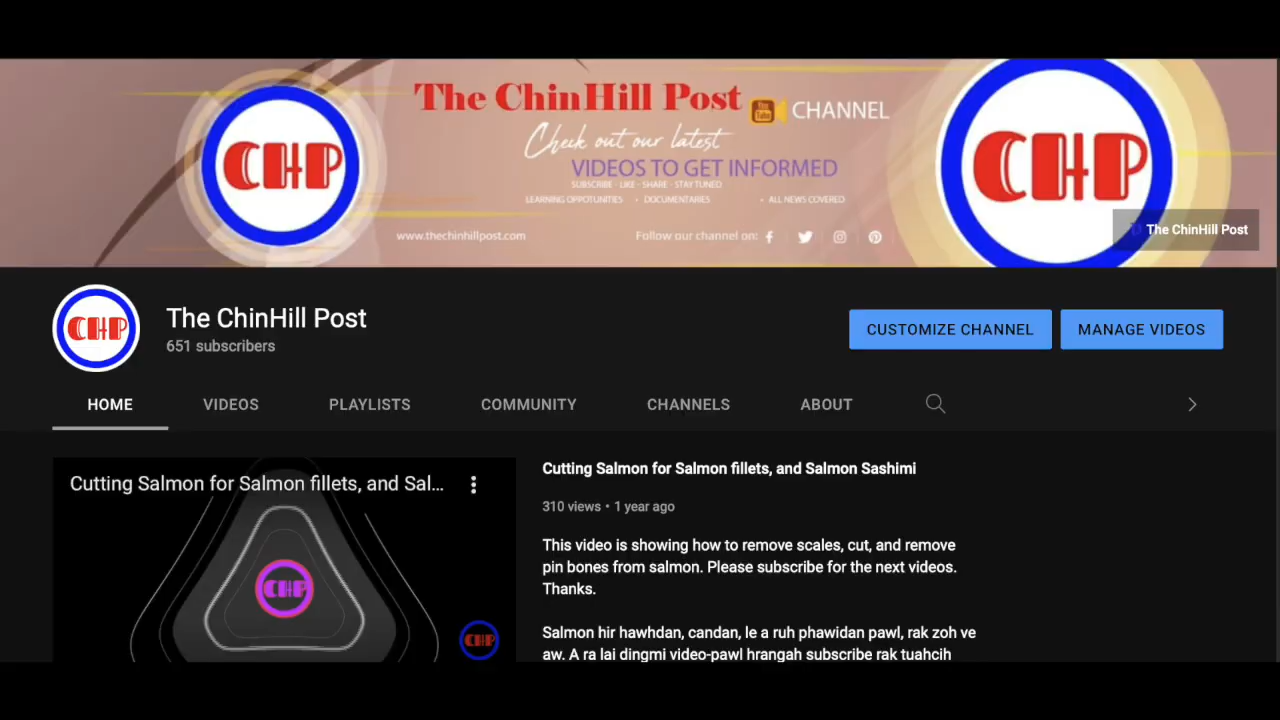 CHP
The ChinHill Post
You
Tube
CHANNEL
Check out our latest
VIDEOS TO GET INFORMED
SUBSCRIBE - LIKE - SHARE - STAY TUNED
LEARNING OPPOTUNITIES • DOCUMENTARIES • ALL NEWS COVERED
www.thechinhillpost.com
Follow our channel on:
CHP
The ChinHill Post
CHP
The ChinHill Post
651 subscribers
CUSTOMIZE CHANNEL
MANAGE VIDEOS
HOME
VIDEOS
PLAYLISTS
COMMUNITY
CHANNELS
ABOUT
Cutting Salmon for Salmon fillets, and Sal...
CHP
CHP
Cutting Salmon for Salmon fillets, and Salmon Sashimi
310 views • 1 year ago
This video is showing how to remove scales, cut, and remove
pin bones from salmon. Please subscribe for the next videos.
Thanks.
Salmon hir hawhdan, candan, le a ruh phawidan pawl, rak zoh ve
aw. A ra lai dingmi video-pawl hrangah subscribe rak tuahcih